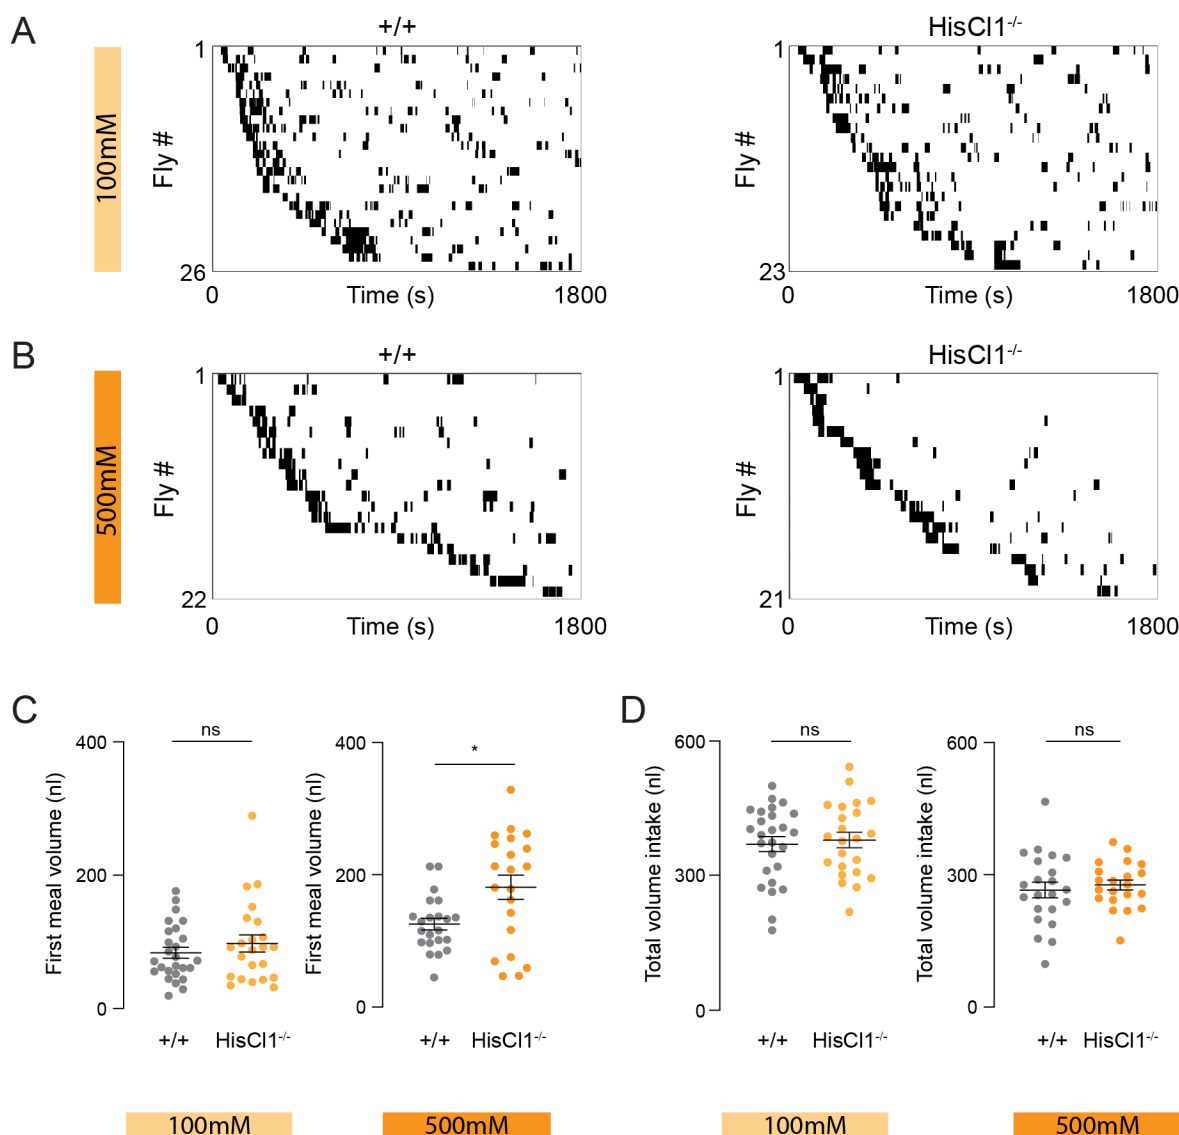 A
+/+
HisCl1-/-
100mM
Fly #
1
26
0
Time (s)
1800
Fly #
1
23
0
Time (s)
1800
B
+/+
HisCl1-/-
500mM
Fly #
1
22
0
Time (s)
1800
Fly #
1
21
0
Time (s)
1800
C
First meal volume (nl)
400
200
0
ns
+/+
HisCl1-/-
100mM
First meal volume (nl)
400
200
0
*
+/+
HisCl1-/-
500mM
D
Total volume intake (nl)
600
300
0
ns
+/+
HisCl1-/-
100mM
Total volume intake (nl)
600
300
0
ns
+/+
HisCl1-/-
500mM